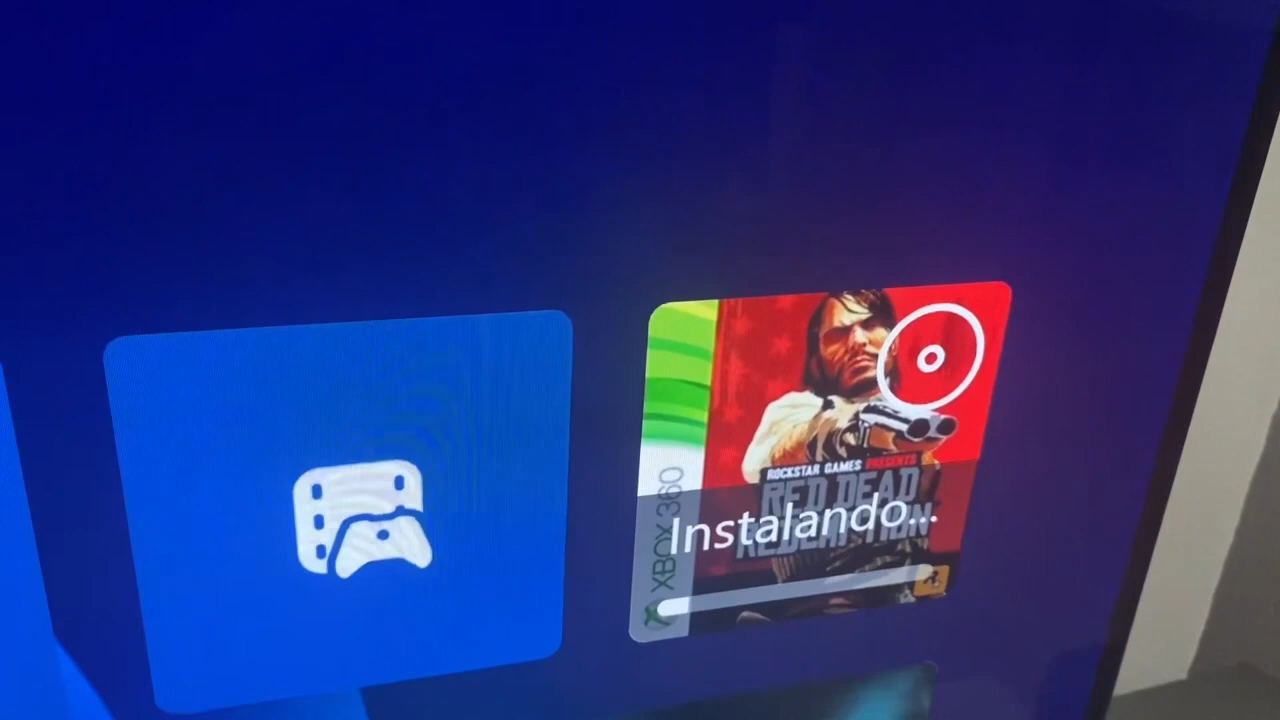 XBOX 360
ROCKSTAR GAMES PRESENTS
RED DEAD
REDEMPTION
Instalando...
R